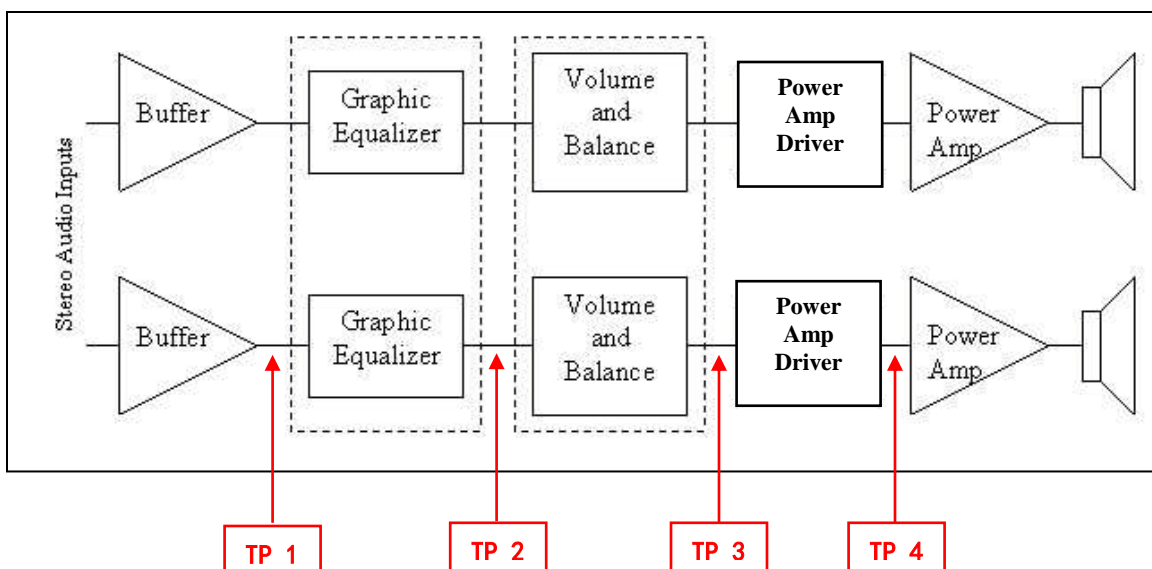 Stereo Audio Inputs
Buffer
Graphic
Equalizer
Volume
and
Balance
Power
Amp
Driver
Power
Amp
Buffer
Graphic
Equalizer
Volume
and
Balance
Power
Amp
Driver
Power
Amp
TP 1
TP 2
TP 3
TP 4